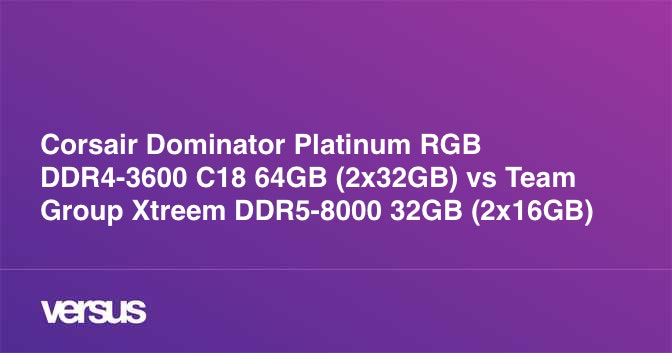 Corsair Dominator Platinum RGB
DDR4-3600 C18 64GB (2x32GB) vs Team
Group Xtreem DDR5-8000 32GB (2x16GB)
versus